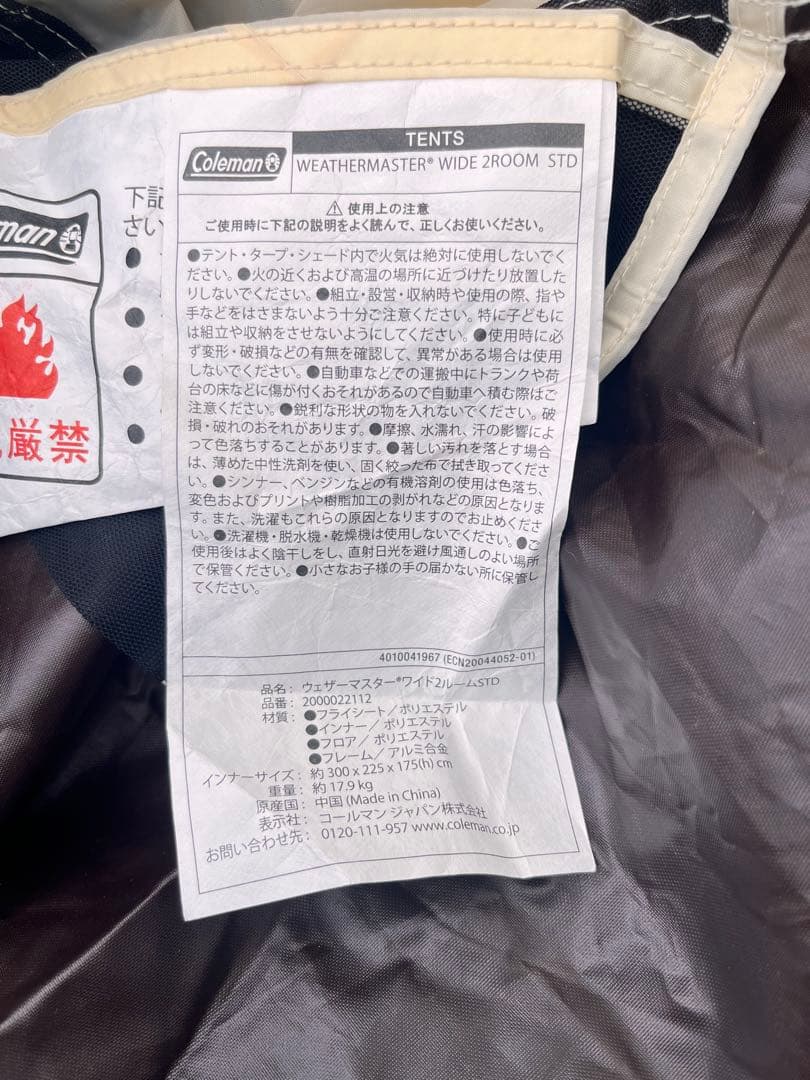 TENTS
Coleman
WEATHERMASTER® WIDE 2ROOM STD
使用上の注意
ご使用時に下記の説明をよく読んで、正しくお使いください。
●テント・タープ・シェード内で火気は絶対に使用しないでく
ださい。●火の近くおよび高温の場所に近づけたり放置した
りしないでください。●組立・設営・収納時や使用の際、指や
手などをはさまないよう十分ご注意ください。特に子どもに
は組立や収納をさせないようにしてください。●使用時に必
ず変形・破損などの有無を確認して、異常がある場合は使用
しないでください。●自動車などでの運搬中にトランクや荷
台の床などに傷が付くおそれがあるので自動車へ積む際はご
注意ください。●鋭利な形状の物を入れないでください。破
損・破れのおそれがあります。●摩擦、水濡れ、汗の影響によ
って色落ちすることがあります。●著しい汚れを落とす場合
は、薄めた中性洗剤を使い、固く絞った布で拭き取ってくださ
い。●シンナー、ベンジンなどの有機溶剤の使用は色落ち、
変色およびプリントや樹脂加工の剥がれなどの原因となりま
す。また、洗濯もこれらの原因となりますのでお止めくださ
い。●洗濯機・脱水機・乾燥機は使用しないでください。●ご
使用後はよく陰干しをし、直射日光を避け風通しのよい場所
で保管ください。●小さなお子様の手の届かない所に保管し
てください。
4010041967 (ECN20044052-01)
品名：ウェザーマスター®ワイド2ルームSTD
品番：2000022112
材質：●フライシート／ポリエステル
●インナー／ポリエステル
●フロア／ポリエステル
●フレーム／アルミ合金
インナーサイズ：約 300 x 225 x 175(h) cm
重量：約 17.9 kg
原産国：中国 (Made in China)
表示社：コールマン ジャパン株式会社
お問い合わせ先：0120-111-957 www.coleman.co.jp
man
厳禁
下記
さい